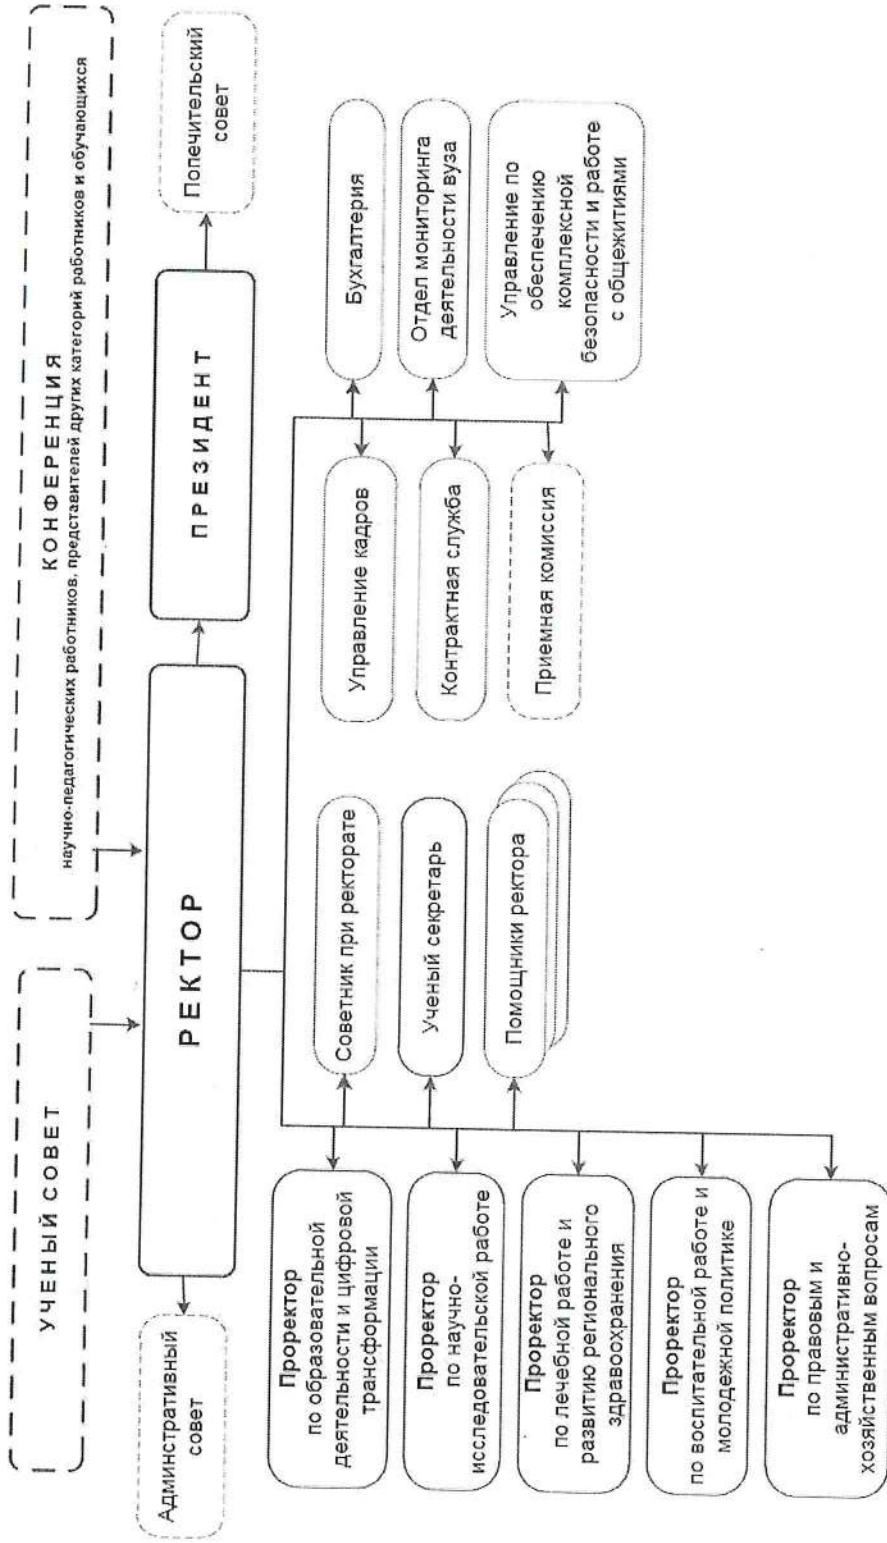 УЧЕНЫЙ СОВЕТ
КОНФЕРЕНЦИЯ
научно-педагогических работников, представителей других категорий работников и обучающихся
Админстративный
совет
РЕКТОР
ПРЕЗИДЕНТ
Попечительский
совет
Проректор
по образовательной
деятельности и цифровой
трансформации
Проректор
по научно-
исследовательской работе
Проректор
по лечебной работе и
развитию регионального
здравоохранения
Проректор
по воспитательной работе и
молодежной политике
Проректор
по правовым и
административно-
хозяйственным вопросам
Советник при ректорате
Ученый секретарь
Помощники ректора
Управление кадров
Контрактная служба
Приемная комиссия
Бухгалтерия
Отдел мониторинга
деятельности вуза
Управление по
обеспечению
комплексной
безопасности и работе
с общежитиями